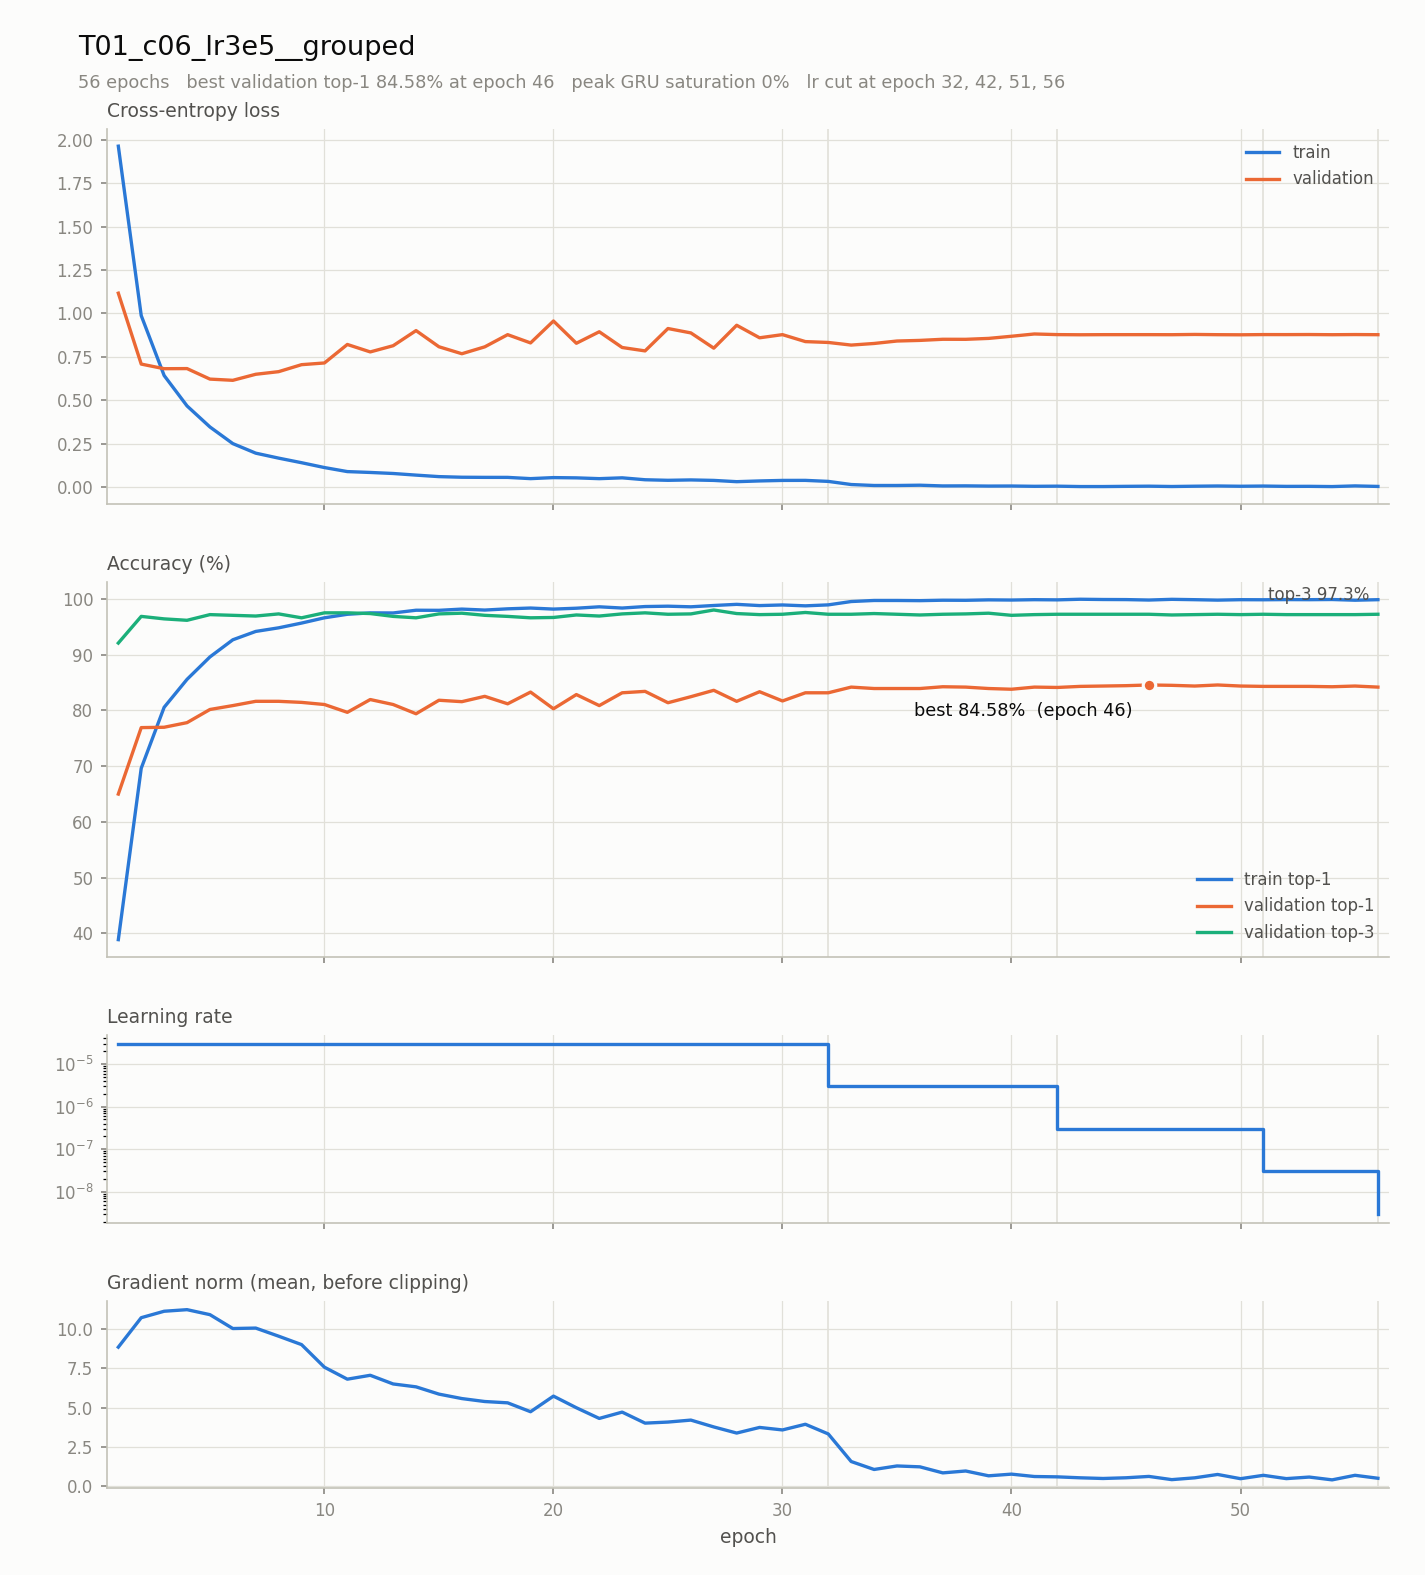 T01_c06_lr3e5__grouped
56 epochs   best validation top-1 84.58% at epoch 46   peak GRU saturation 0%   lr cut at epoch 32, 42, 51, 56
Cross-entropy loss
2.00
1.75
1.50
1.25
1.00
0.75
0.50
0.25
0.00
train
validation
Accuracy (%)
100
90
80
70
60
50
40
top-3 97.3%
best 84.58%  (epoch 46)
train top-1
validation top-1
validation top-3
Learning rate
10⁻⁵
10⁻⁶
10⁻⁷
10⁻⁸
Gradient norm (mean, before clipping)
10.0
7.5
5.0
2.5
0.0
10 20 30 40 50
epoch